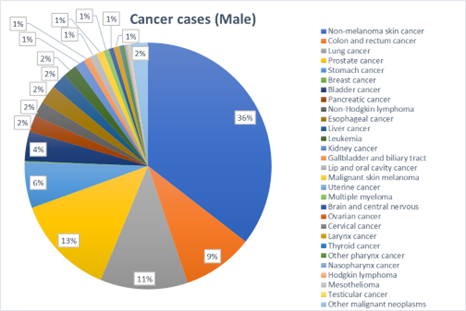 Cancer cases (Male)
1%
1%
1%
1%
1%
1%
1%
2%
2%
2%
2%
2%
2%
4%
6%
13%
11%
9%
36%
Non-melanoma skin cancer
Colon and rectum cancer
Lung cancer
Prostate cancer
Stomach cancer
Breast cancer
Bladder cancer
Pancreatic cancer
Non-Hodgkin lymphoma
Esophageal cancer
Liver cancer
Leukemia
Kidney cancer
Gallbladder and biliary tract
Lip and oral cavity cancer
Malignant skin melanoma
Uterine cancer
Multiple myeloma
Brain and central nervous
Ovarian cancer
Cervical cancer
Larynx cancer
Thyroid cancer
Other pharynx cancer
Nasopharynx cancer
Hodgkin lymphoma
Mesothelioma
Testicular cancer
Other malignant neoplasms